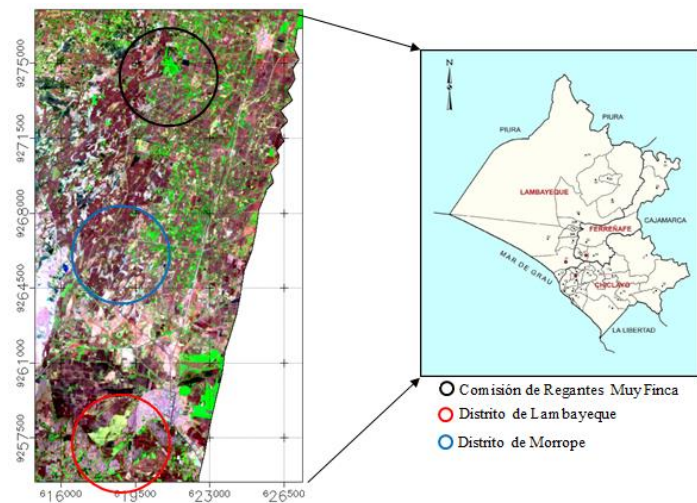 9275000
9271500
9268000
9264500
9261000
9257500
616000
619500
623000
626500
N
PIURA
PIURA
LAMBAYEQUE
CAJAMARCA
FERREÑAFE
MAR DE GRAU
CHICLAYO
LA LIBERTAD
Comisión de Regantes Muy Finca
Distrito de Lambayeque
Distrito de Morrope